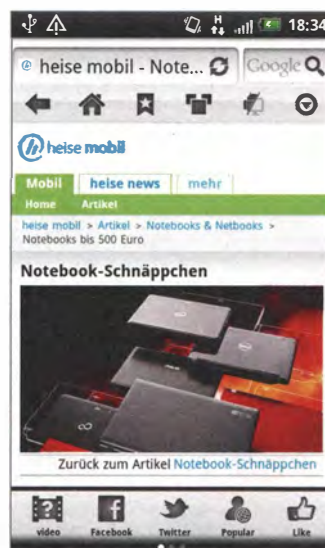 H 18:34
heise mobil - Note... Google
heise mobil
Mobil heise news mehr
Home Artikel
heise mobil > Artikel > Notebooks & Netbooks >
Notebooks bis 500 Euro
Notebook-Schnäppchen
Zurück zum Artikel Notebook-Schnäppchen
video Facebook Twitter Popular Like